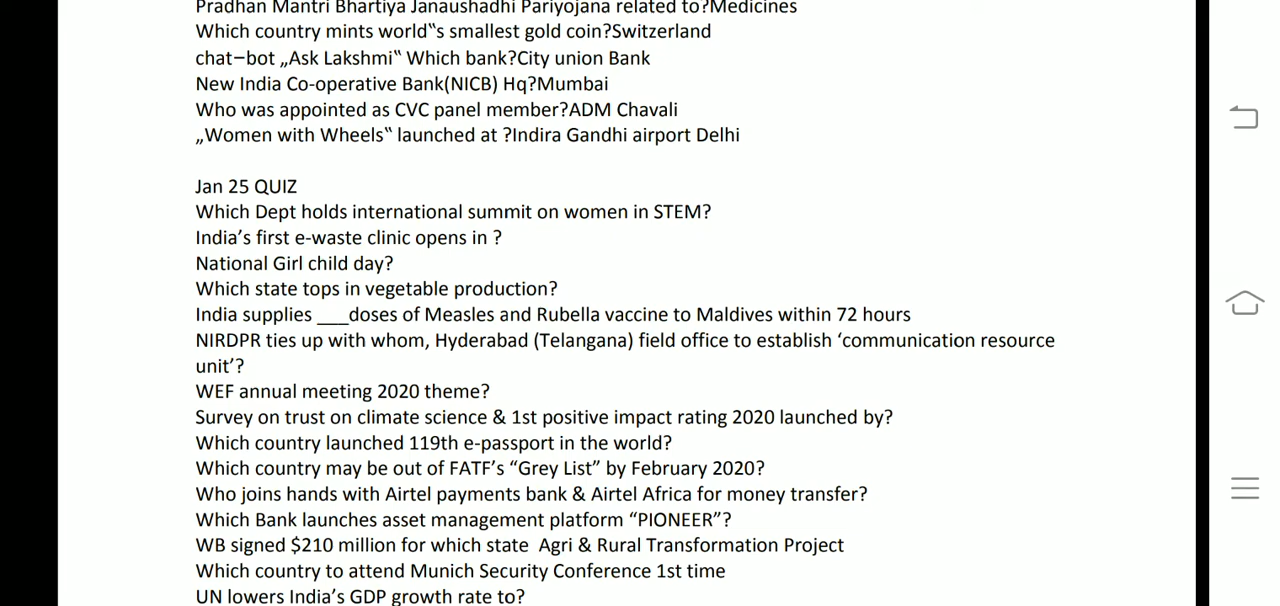 Pradhan Mantri Bhartiya Janaushadhi Pariyojana related to?Medicines
Which country mints world‟s smallest gold coin?Switzerland
chat−bot „Ask Lakshmi‟ Which bank?City union Bank
New India Co-operative Bank(NICB) Hq?Mumbai
Who was appointed as CVC panel member?ADM Chavali
„Women with Wheels‟ launched at ?Indira Gandhi airport Delhi
Jan 25 QUIZ
Which Dept holds international summit on women in STEM?
India’s first e-waste clinic opens in ?
National Girl child day?
Which state tops in vegetable production?
India supplies ___doses of Measles and Rubella vaccine to Maldives within 72 hours
NIRDPR ties up with whom, Hyderabad (Telangana) field office to establish ‘communication resource
unit’?
WEF annual meeting 2020 theme?
Survey on trust on climate science & 1st positive impact rating 2020 launched by?
Which country launched 119th e-passport in the world?
Which country may be out of FATF’s “Grey List” by February 2020?
Who joins hands with Airtel payments bank & Airtel Africa for money transfer?
Which Bank launches asset management platform “PIONEER”?
WB signed $210 million for which state  Agri & Rural Transformation Project
Which country to attend Munich Security Conference 1st time
UN lowers India’s GDP growth rate to?